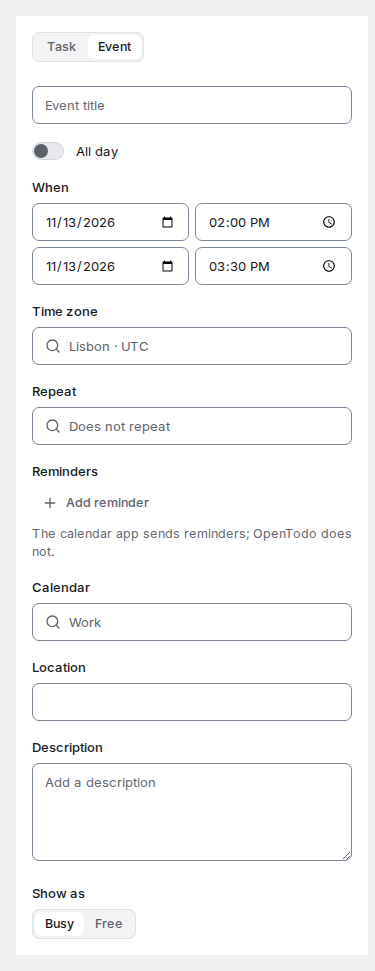 Task Event
Event title
All day
When
11/13/2026 02:00 PM
11/13/2026 03:30 PM
Time zone
Lisbon · UTC
Repeat
Does not repeat
Reminders
Add reminder
The calendar app sends reminders; OpenTodo does
not.
Calendar
Work
Location
Description
Add a description
Show as
Busy Free